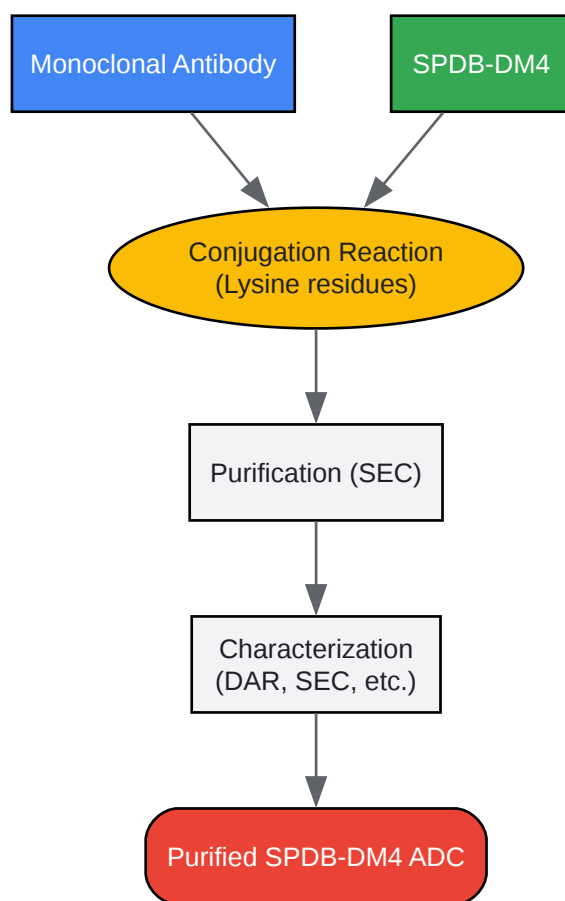 Monoclonal Antibody
SPDB-DM4
Conjugation Reaction
(Lysine residues)
Purification (SEC)
Characterization
(DAR, SEC, etc.)
Purified SPDB-DM4 ADC